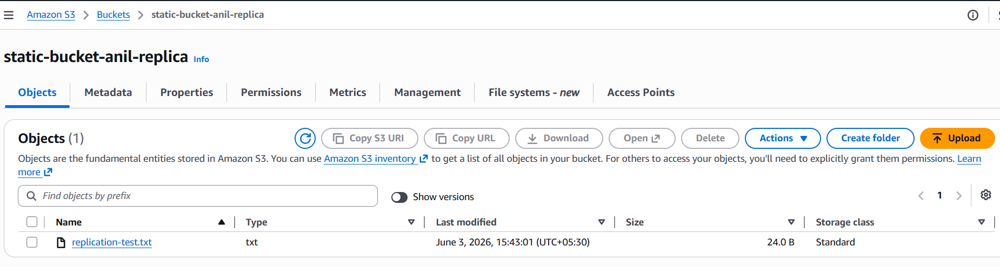 Amazon S3 > Buckets > static-bucket-anil-replica
static-bucket-anil-replica Info
Objects Metadata Properties Permissions Metrics Management File systems - new Access Points
Objects (1) Copy S3 URI Copy URL Download Open Delete Actions Create folder Upload
Objects are the fundamental entities stored in Amazon S3. You can use Amazon S3 inventory to get a list of all objects in your bucket. For others to access your objects, you'll need to explicitly grant them permissions. Learn
more
Find objects by prefix Show versions 1
Name Type Last modified Size Storage class
replication-test.txt txt June 3, 2026, 15:43:01 (UTC+05:30) 24.0 B Standard